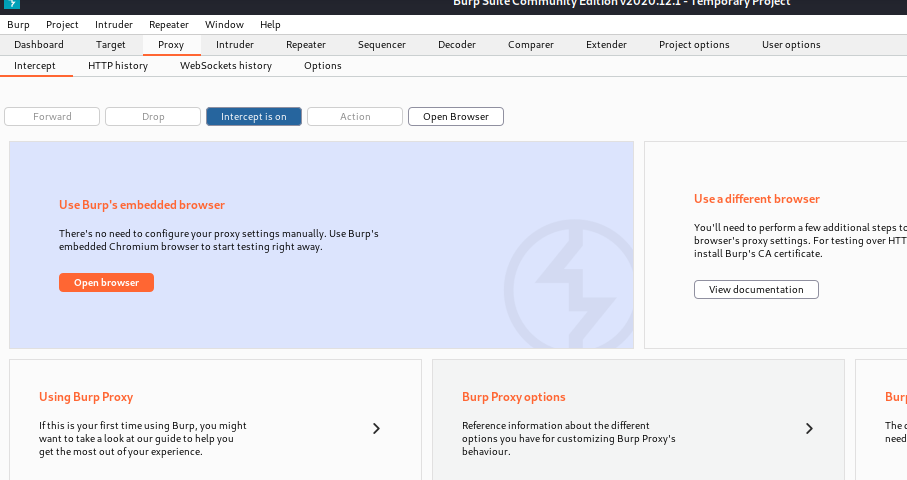 Burp Suite Community Edition v2020.12.1 - Temporary Project
Burp Project Intruder Repeater Window Help
Dashboard Target Proxy Intruder Repeater Sequencer Decoder Comparer Extender Project options User options
Intercept HTTP history WebSockets history Options
Forward Drop Intercept is on Action Open Browser
Use Burp's embedded browser
There's no need to configure your proxy settings manually. Use Burp's
embedded Chromium browser to start testing right away.
Open browser
Use a different browser
You'll need to perform a few additional steps to
browser's proxy settings. For testing over HTT
install Burp's CA certificate.
View documentation
Using Burp Proxy
If this is your first time using Burp, you might
want to take a look at our guide to help you
get the most out of your experience.
Burp Proxy options
Reference information about the different
options you have for customizing Burp Proxy's
behaviour.
Burp
The
need